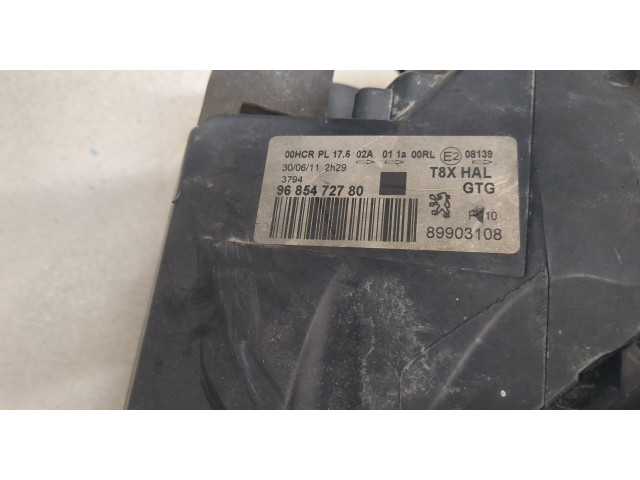 00HCR PL 17.5 02A 01 1a 00RL E2 08139
30/06/11 2h29 T8X HAL
3794 GTG
96 854 727 80
10
89903108